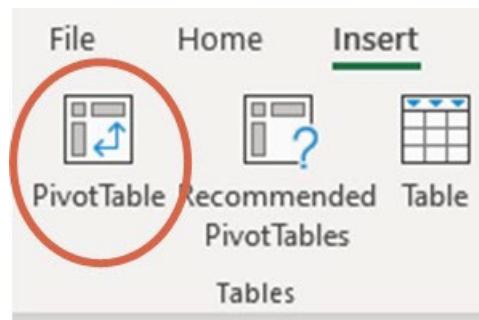 File Home Insert
PivotTable Recommended PivotTables Table
Tables